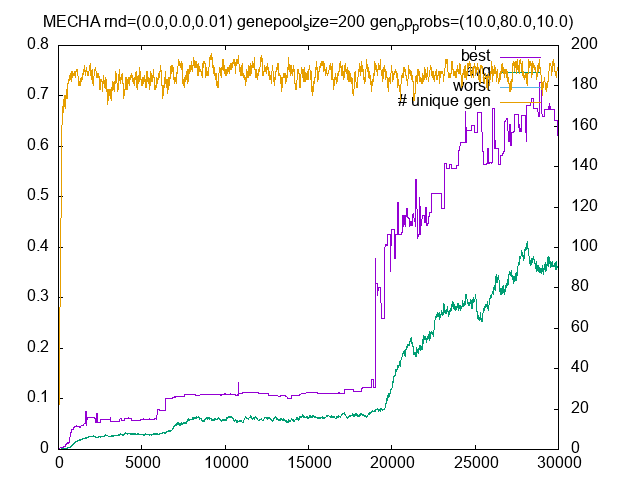 MECHA rnd=(0.0,0.0,0.01) genepoolsize=200 genoppprobs=(10.0,80.0,10.0)
0.8 200
best
avg
0.7 180
worst
# unique gen
160
0.6
140
0.5 120
0.4 100
80
0.3
60
0.2
40
0.1
20
0 0
0 5000 10000 15000 20000 25000 30000